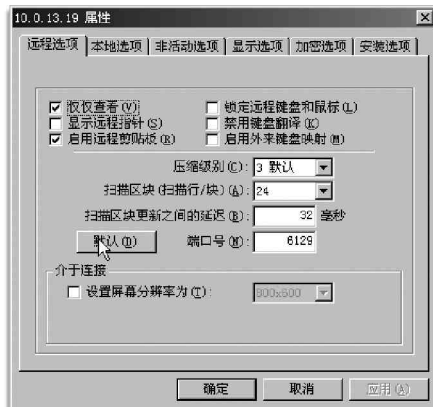 10.0.13.19 属性
远程选项 本地选项 非活动选项 显示选项 加密选项 安装选项
仅仅查看(V) 锁定远程键盘和鼠标(L)
显示远程指针(S) 禁用键盘翻译(K)
启用远程剪贴板(R) 启用外来键盘映射(M)
压缩级别(C): 3 默认
扫描区块(扫描行/块)(A): 24
扫描区块更新之间的延迟(B): 32 毫秒
默认(D) 端口号(N): 6129
介于连接
设置屏幕分辨率为(T): 800x600
确定 取消 应用(A)